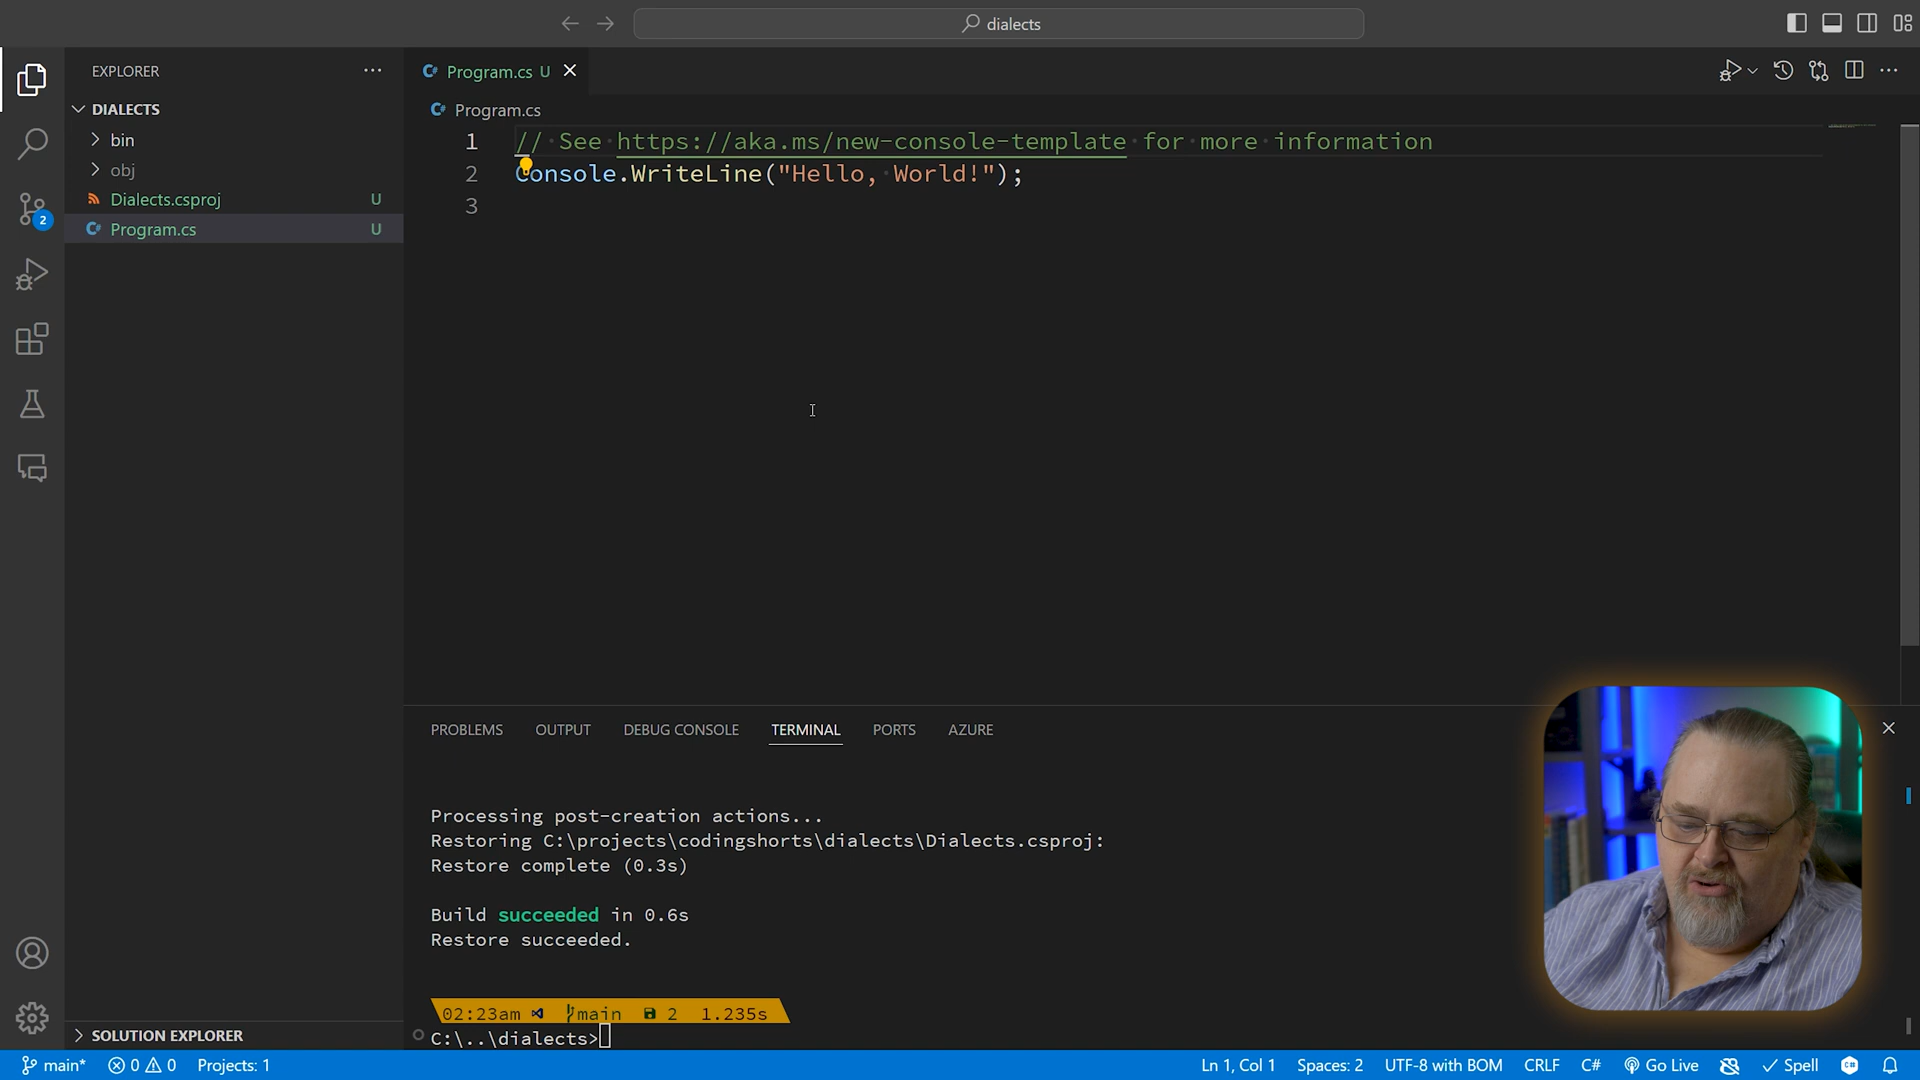 dialects
EXPLORER
DIALECTS
bin
obj
Dialects.csproj U
Program.cs U
SOLUTION EXPLORER
Program.cs U
Program.cs
1 // See https://aka.ms/new-console-template for more information
2 Console.WriteLine("Hello, World!");
3
PROBLEMS OUTPUT DEBUG CONSOLE TERMINAL PORTS AZURE
Processing post-creation actions...
Restoring C:\projects\codingshorts\dialects\Dialects.csproj:
Restore complete (0.3s)
Build succeeded in 0.6s
Restore succeeded.
02:23am main 2 1.235s
C:\..\dialects>
2
main* 0 0 Projects: 1 Ln 1, Col 1 Spaces: 2 UTF-8 with BOM CRLF C# Go Live Spell